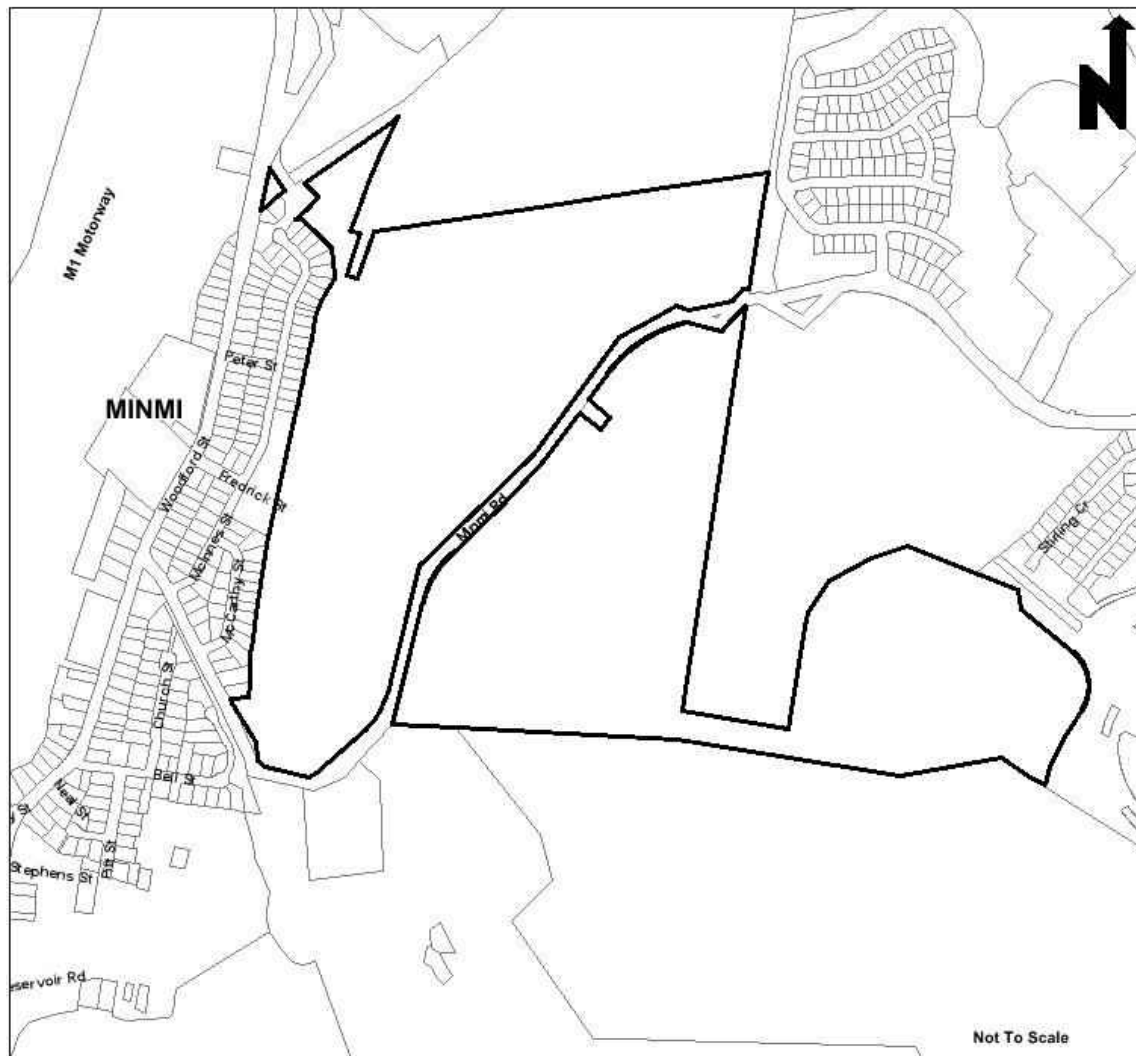 N
M1 Motorway
Peter St
MINMI
Woodford St
Fredrick St
Minmi Rd
McInnes St
Stirling Cr
McCarthy St
Church St
Bell St
Neal St
St
Stephens St
Reservoir Rd
Not To Scale